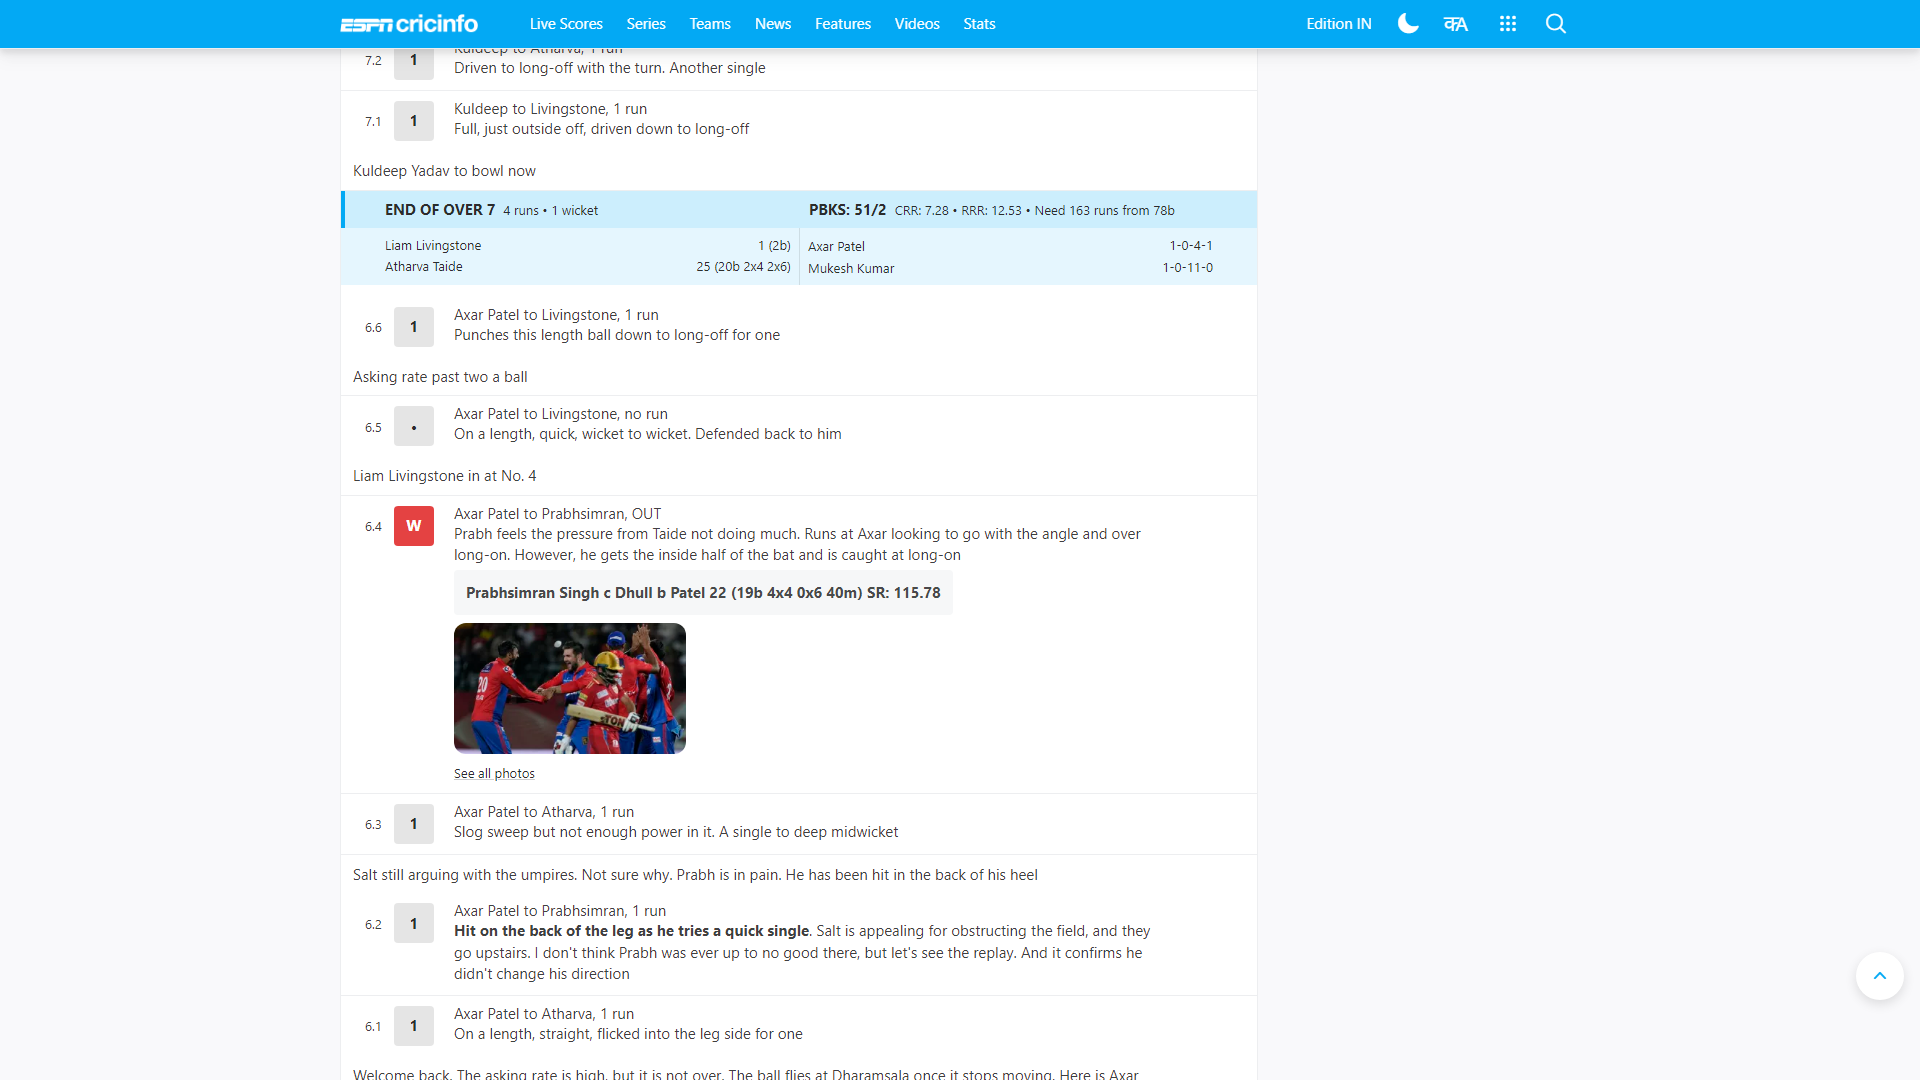 ESPN cricinfo Live Scores Series Teams News Features Videos Stats Edition IN क A
7.2 1 Kuldeep to Atharva, 1 run
Driven to long-off with the turn. Another single
7.1 1 Kuldeep to Livingstone, 1 run
Full, just outside off, driven down to long-off
Kuldeep Yadav to bowl now
END OF OVER 7 4 runs • 1 wicket PBKS: 51/2 CRR: 7.28 • RRR: 12.53 • Need 163 runs from 78b
Liam Livingstone 1 (2b) Axar Patel 1-0-4-1
Atharva Taide 25 (20b 2x4 2x6) Mukesh Kumar 1-0-11-0
6.6 1 Axar Patel to Livingstone, 1 run
Punches this length ball down to long-off for one
Asking rate past two a ball
6.5 • Axar Patel to Livingstone, no run
On a length, quick, wicket to wicket. Defended back to him
Liam Livingstone in at No. 4
6.4 W Axar Patel to Prabhsimran, OUT
Prabh feels the pressure from Taide not doing much. Runs at Axar looking to go with the angle and over
long-on. However, he gets the inside half of the bat and is caught at long-on
Prabhsimran Singh c Dhull b Patel 22 (19b 4x4 0x6 40m) SR: 115.78
20
TON
See all photos
6.3 1 Axar Patel to Atharva, 1 run
Slog sweep but not enough power in it. A single to deep midwicket
Salt still arguing with the umpires. Not sure why. Prabh is in pain. He has been hit in the back of his heel
6.2 1 Axar Patel to Prabhsimran, 1 run
Hit on the back of the leg as he tries a quick single. Salt is appealing for obstructing the field, and they
go upstairs. I don't think Prabh was ever up to no good there, but let's see the replay. And it confirms he
didn't change his direction
6.1 1 Axar Patel to Atharva, 1 run
On a length, straight, flicked into the leg side for one
Welcome back. The asking rate is high, but it is not over. The ball flies at Dharamsala once it stops moving. Here is Axar